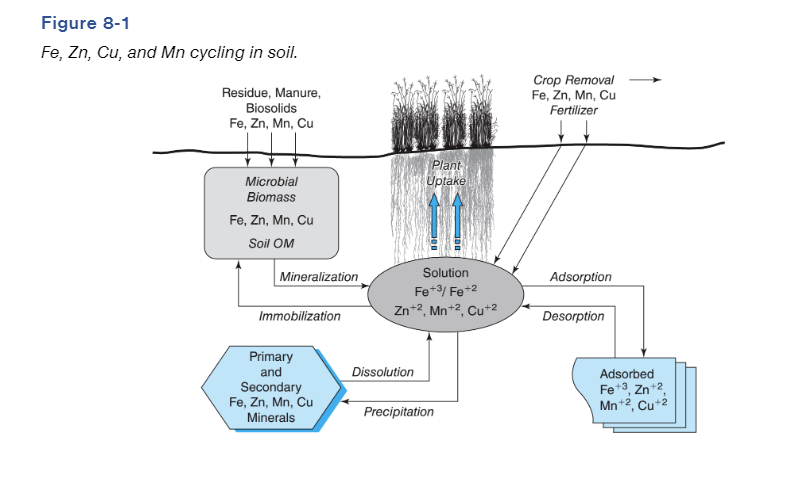 Figure 8-1
Fe, Zn, Cu, and Mn cycling in soil.
Residue, Manure,
Biosolids
Fe, Zn, Mn, Cu
Crop Removal
Fe, Zn, Mn, Cu
Fertilizer
Plant
Uptake
Microbial
Biomass
Fe, Zn, Mn, Cu
Soil OM
Mineralization
Immobilization
Solution
Fe+3/ Fe+2
Zn+2, Mn+2, Cu+2
Adsorption
Desorption
Primary
and
Secondary
Fe, Zn, Mn, Cu
Minerals
Dissolution
Precipitation
Adsorbed
Fe+3, Zn+2,
Mn+2, Cu+2